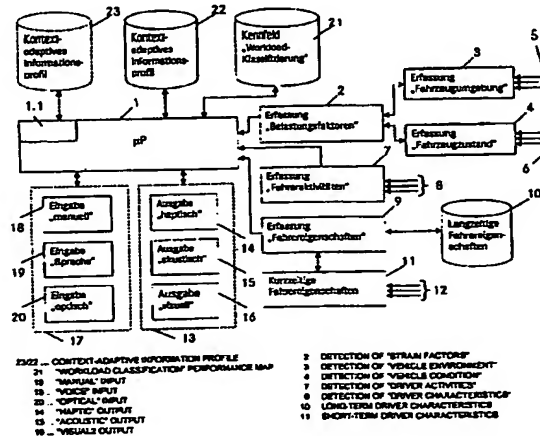 23
22
21
Kontext-
adaptives
Informations-
profil
Kontext-
adaptives
Informations-
profil
Kennfeld
"Workload-
Klassifizierung"
1.1
1
µP
2
Erfassung
"Belastungsfaktoren"
3
Erfassung
"Fahrzeugumgebung"
5
4
Erfassung
"Fahrzeugzustand"
6
7
Erfassung
"Fahreraktivitäten"
8
9
Erfassung
"Fahrereigenschaften"
10
Langzeitige
Fahrereigen-
schaften
11
Kurzzeitige
Fahrereigenschaften
12
18
Eingabe
"manuell"
19
Eingabe
"Sprache"
20
Eingabe
"optisch"
17
Ausgabe
"haptisch"
14
Ausgabe
"akustisch"
15
Ausgabe
"visuell"
16
13
23/22 ... CONTEXT-ADAPTIVE INFORMATION PROFILE
21 "WORKLOAD CLASSIFICATION" PERFORMANCE MAP
18 "MANUAL" INPUT
19 .. "VOICE" INPUT
20 ... "OPTICAL" INPUT
14 "HAPTIC" OUTPUT
15 .. "ACOUSTIC" OUTPUT
16 ... "VISUAL2 OUTPUT
2 DETECTION OF "STRAIN FACTORS"
3 DETECTION OF "VEHICLE ENVIRONMENT"
4 DETECTION OF "VEHICLE CONDITION"
7 DETECTION OF "DRIVER ACTIVITIES"
9 DETECTION OF "DRIVER CHARACTERISTICS"
10 LONG-TERM DRIVER CHARACTERISTICS
11 SHORT-TERM DRIVER CHARACTERISTICS